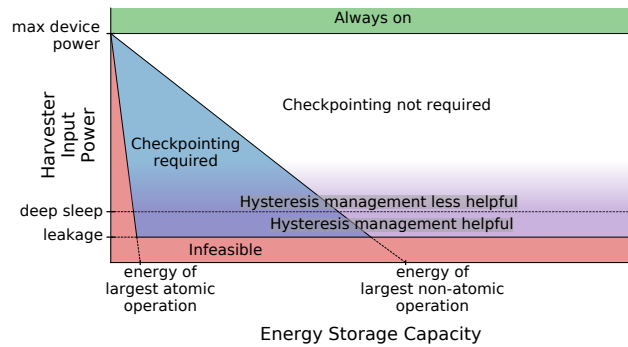 Always on
max device
power
Checkpointing not required
Harvester
Input
Power
Checkpointing
required
Hysteresis management less helpful
deep sleep
Hysteresis management helpful
leakage
Infeasible
energy of
largest atomic
operation
energy of
largest non-atomic
operation
Energy Storage Capacity